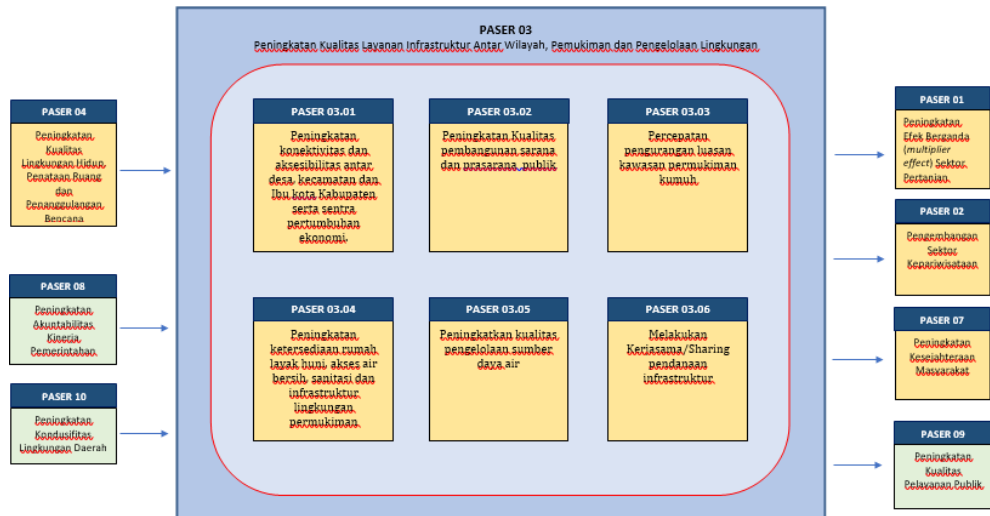 PASER 03
Peningkatan Kualitas Layanan Infrastruktur Antar Wilayah, Pemukiman dan Pengelolaan Lingkungan
PASER 04
Peningkatan
Kualitas
Lingkungan Hidup,
Penataan Ruang
dan
Penanggulangan
Bencana
PASER 08
Peningkatan
Akuntabilitas
Kinerja
Pemerintahan
PASER 10
Peningkatan
Kondusifitas
Lingkungan Daerah
PASER 03.01
Peningkatan
konektivitas dan
aksesibilitas antar
desa, kecamatan dan
Ibu kota Kabupaten
serta sentra
pertumbuhan
ekonomi.
PASER 03.02
Peningkatan Kualitas
pembangunan sarana
dan prasarana publik
PASER 03.03
Percepatan
pengurangan luasan
kawasan permukiman
kumuh.
PASER 03.04
Peningkatan
ketersediaan rumah
layak huni, akses air
bersih, sanitasi dan
infrastruktur
lingkungan
permukiman
PASER 03.05
Peningkatkan kualitas
pengelolaan sumber
daya air
PASER 03.06
Melakukan
Kerjasama/Sharing
pendanaan
infrastruktur
PASER 01
Peningkatan
Efek Berganda
(multiplier
effect) Sektor
Pertanian
PASER 02
Pengembangan
Sektor
Kepariwisataan
PASER 07
Peningkatan
Kesejahteraan
Masyarakat
PASER 09
Peningkatan
Kualitas
Pelayanan Publik